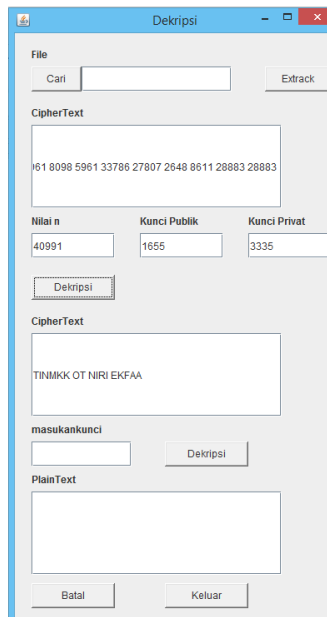 Dekripsi
File
Cari Extrack
CipherText
961 8098 5961 33786 27807 2648 8611 28883 28883
Nilai n Kunci Publik Kunci Privat
40991 1655 3335
Dekripsi
CipherText
TINMKK OT NIRI EKFAA
masukankunci
Dekripsi
PlainText
Batal Keluar